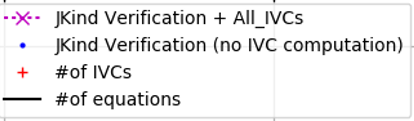 JKind Verification + All_IVCs
JKind Verification (no IVC computation)
#of IVCs
#of equations